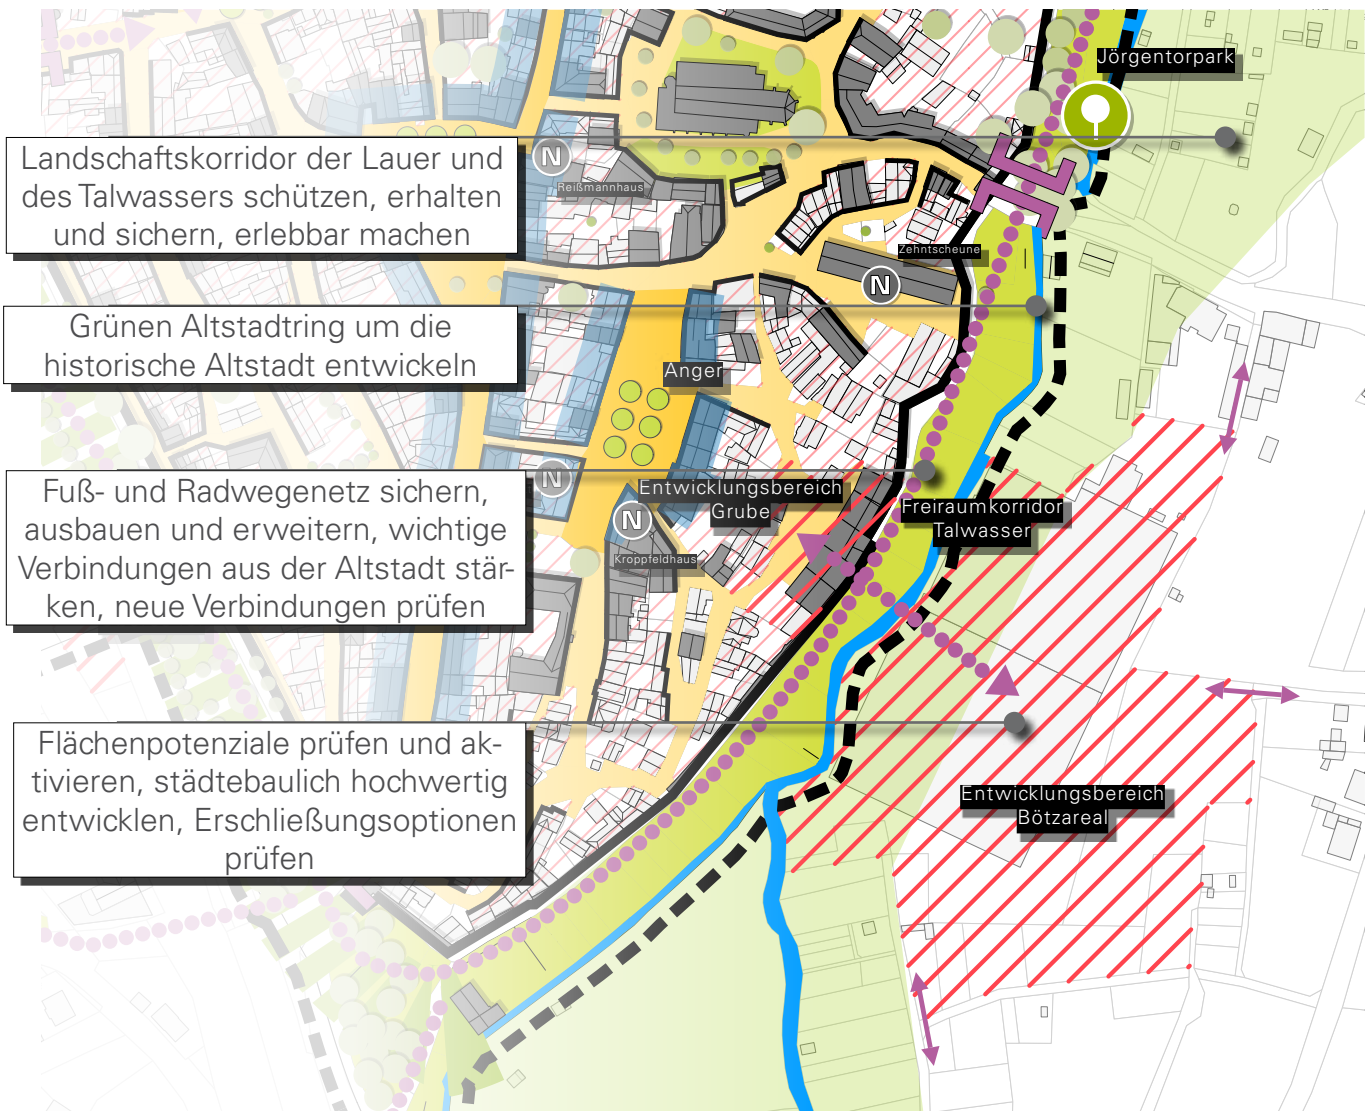 Jörgentorpark
Landschaftskorridor der Lauer und
des Talwassers schützen, erhalten
und sichern, erlebbar machen
N
Reißmannhaus
Zehntscheune
N
Grünen Altstadtring um die
historische Altstadt entwickeln
Anger
Fuß- und Radwegenetz sichern,
ausbauen und erweitern, wichtige
Verbindungen aus der Altstadt stär-
ken, neue Verbindungen prüfen
N
Entwicklungsbereich
Grube
N
Kroppfeldhaus
Freiraumkorridor
Talwasser
Flächenpotenziale prüfen und ak-
tivieren, städtebaulich hochwertig
entwicklen, Erschließungsoptionen
prüfen
Entwicklungsbereich
Bötzareal